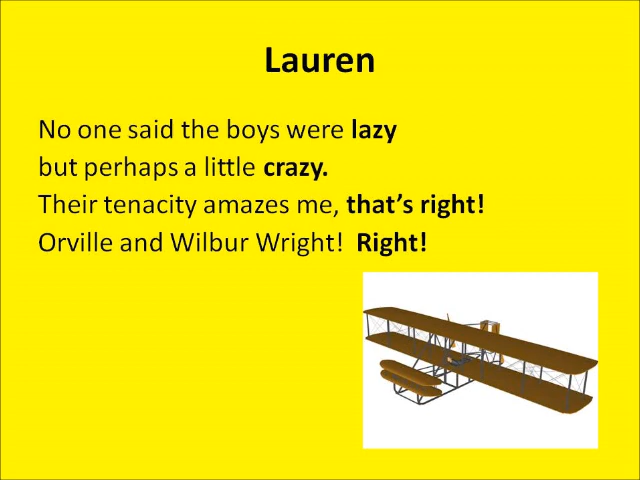 Lauren
No one said the boys were lazy
but perhaps a little crazy.
Their tenacity amazes me, that’s right!
Orville and Wilbur Wright!  Right!